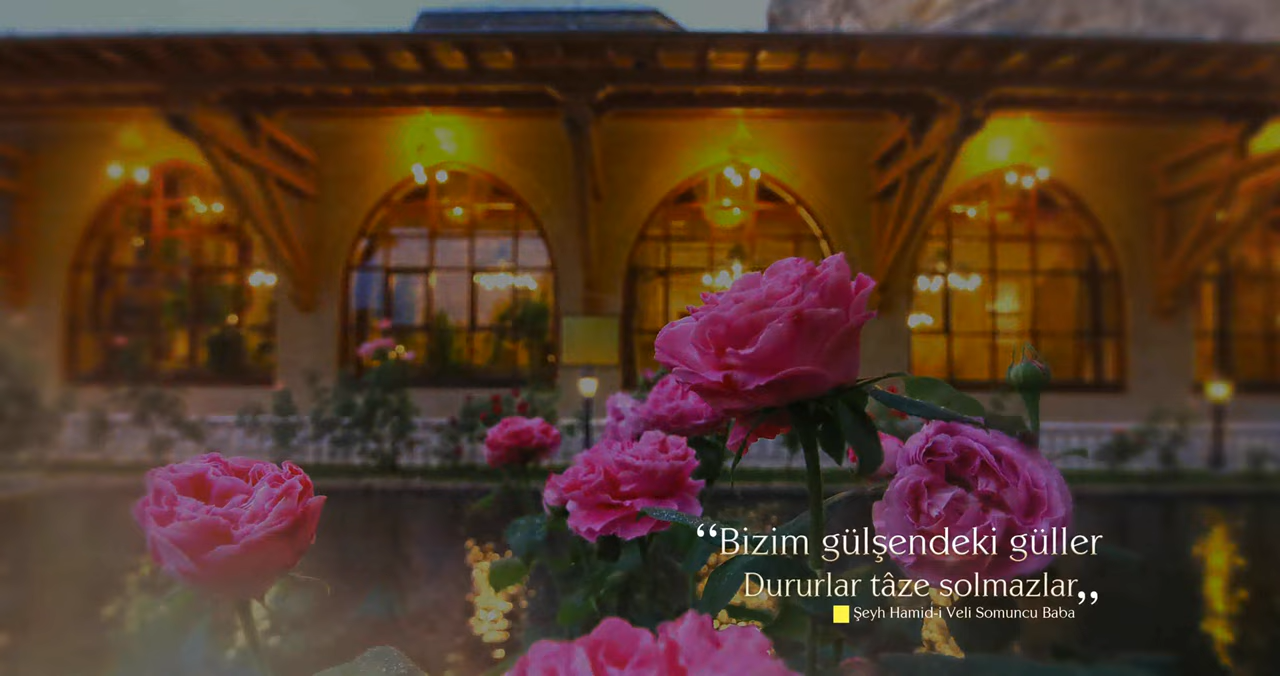 “Bizim gülşendeki güller
Dururlar tâze solmazlar„
Şeyh Hamid-i Veli Somuncu Baba